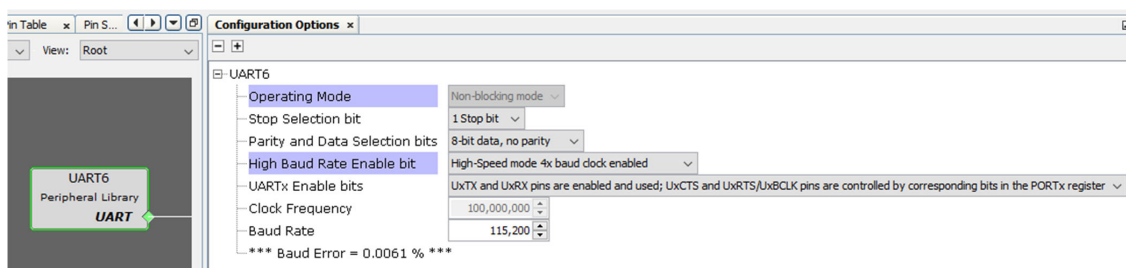 Pin Table x Pin S... Configuration Options x
View: Root
UART6
Operating Mode Non-blocking mode
Stop Selection bit 1 Stop bit
Parity and Data Selection bits 8-bit data, no parity
High Baud Rate Enable bit High-Speed mode 4x baud clock enabled
UARTx Enable bits UxTX and UxRX pins are enabled and used; UxCTS and UxRTS/UxBCLK pins are controlled by corresponding bits in the PORTx register
Clock Frequency 100,000,000
Baud Rate 115,200
*** Baud Error = 0.0061 % ***
UART6
Peripheral Library
UART